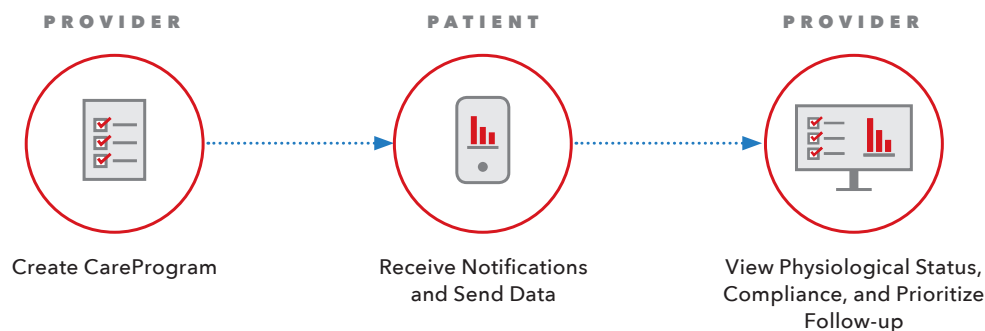 PROVIDER
PATIENT
PROVIDER
Create CareProgram
Receive Notifications
and Send Data
View Physiological Status,
Compliance, and Prioritize
Follow-up